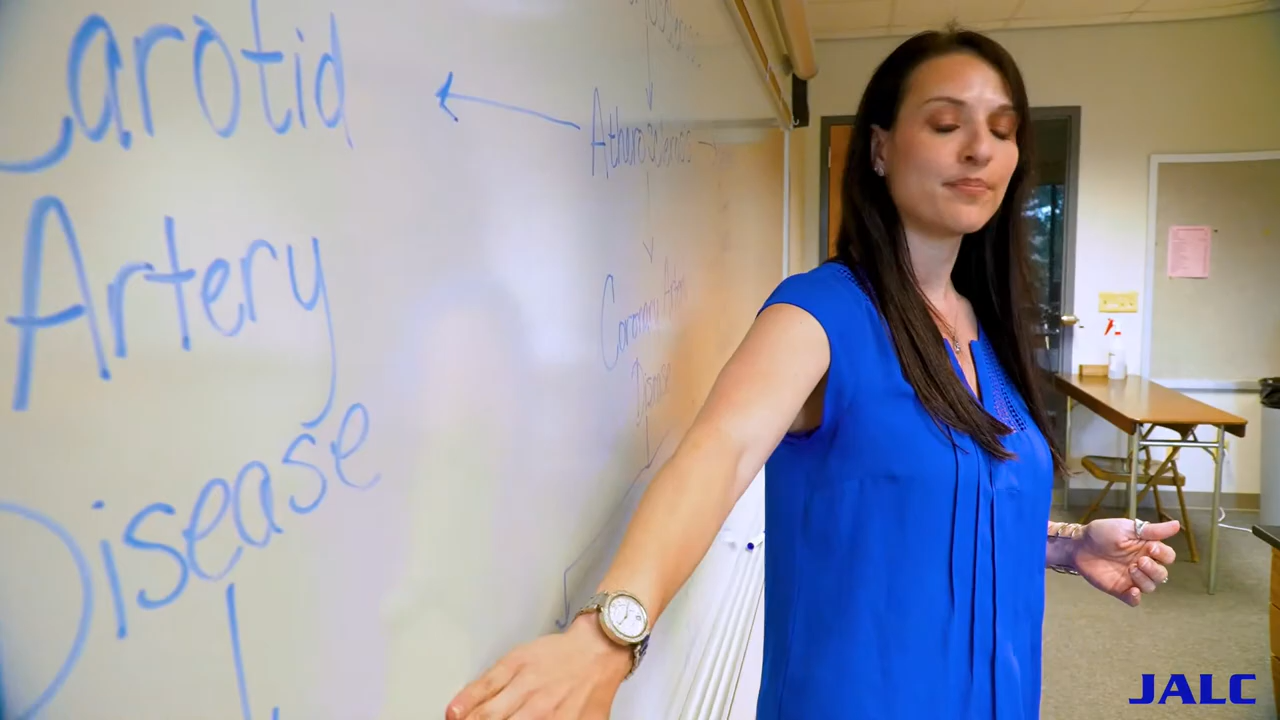 Carotid
Artery
Disease
Atherosclerosis
Coronary Artery
Disease
JALC